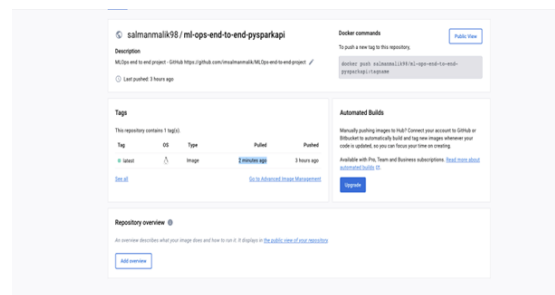 salmanmalik98 / ml-ops-end-to-end-pysparkapi
Description
MLOps end to end project - GitHub https://github.com/imsalmanmalik/MLOps-end-to-end-project
Last pushed 3 hours ago
Docker commands
Public View
To push a new tag to this repository,
docker push salmanmalik98/ml-ops-end-to-end-
pysparkapi:tagname
Tags
This repository contains 1 tag(s).
Tag OS Type Pulled Pushed
latest Image 2 minutes ago 3 hours ago
See all Go to Advanced Image Management
Automated Builds
Manually pushing images to Hub? Connect your account to GitHub or
Bitbucket to automatically build and tag new images whenever your
code is updated, so you can focus your time on creating.
Available with Pro, Team and Business subscriptions. Read more about
automated builds
Upgrade
Repository overview
An overview describes what your image does and how to run it. It displays in the public view of your repository
Add overview